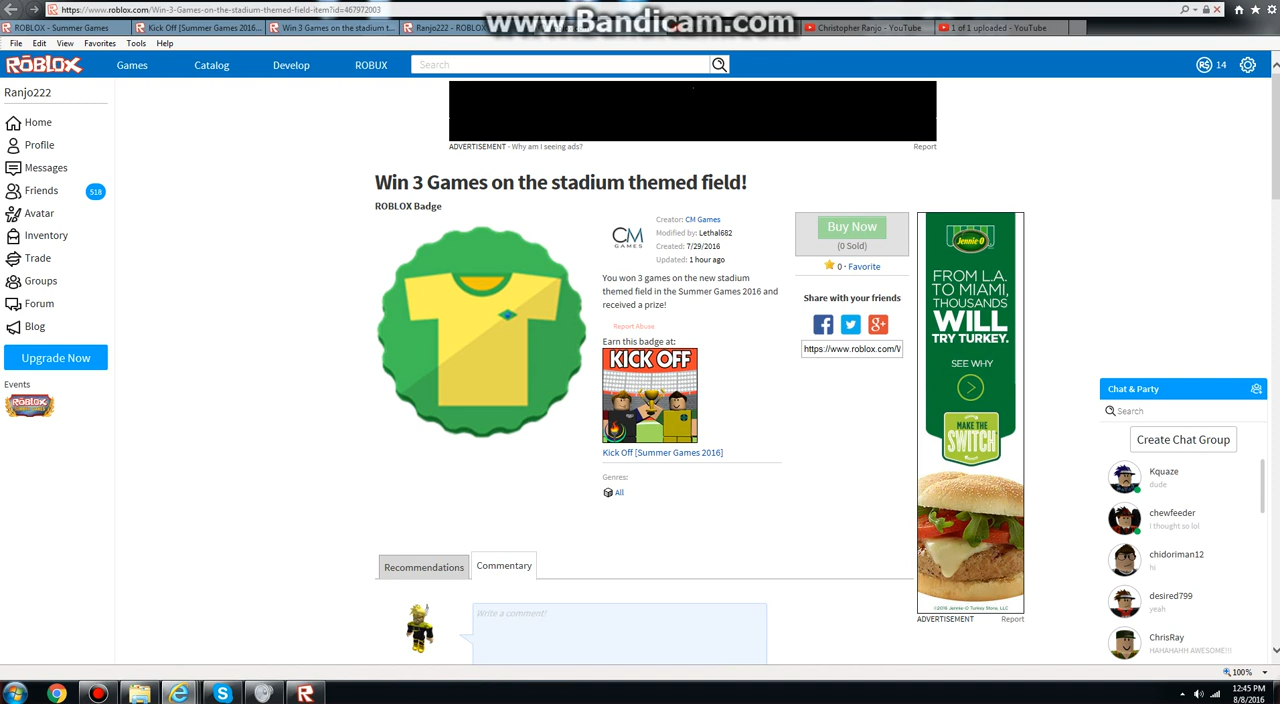 https://www.roblox.com/Win-3-Games-on-the-stadium-themed-field-item?id=467972003
www.Bandicam.com
ROBLOX - Summer Games
Kick Off [Summer Games 2016...
Win 3 Games on the stadium t...
Ranjo222 - ROBLOX
Christopher Ranjo - YouTube
1 of 1 uploaded - YouTube
File Edit View Favorites Tools Help
ROBLOX
Games
Catalog
Develop
ROBUX
Search
R$ 14
Ranjo222
Home
Profile
Messages
Friends 518
Avatar
Inventory
Trade
Groups
Forum
Blog
Upgrade Now
Events
ROBLOX
ADVERTISEMENT - Why am I seeing ads?
Report
Win 3 Games on the stadium themed field!
ROBLOX Badge
CM
GAMES
Creator: CM Games
Modified by: Lethal682
Created: 7/29/2016
Updated: 1 hour ago
You won 3 games on the new stadium
themed field in the Summer Games 2016 and
received a prize!
Report Abuse
Earn this badge at:
KICK OFF
Kick Off [Summer Games 2016]
Genres:
All
Buy Now
(0 Sold)
0 · Favorite
Share with your friends
https://www.roblox.com/W
Jennie-O
FROM L.A.
TO MIAMI,
THOUSANDS
WILL
TRY TURKEY.
SEE WHY
MAKE THE
SWITCH
©2016 Jennie-O Turkey Store, LLC
ADVERTISEMENT
Report
Recommendations
Commentary
Write a comment!
Chat & Party
Search
Create Chat Group
Kquaze
dude
chewfeeder
I thought so lol
chidoriman12
hi
desired799
yeah
ChrisRay
HAHAHAHH AWESOME!!!
100%
12:45 PM
8/8/2016